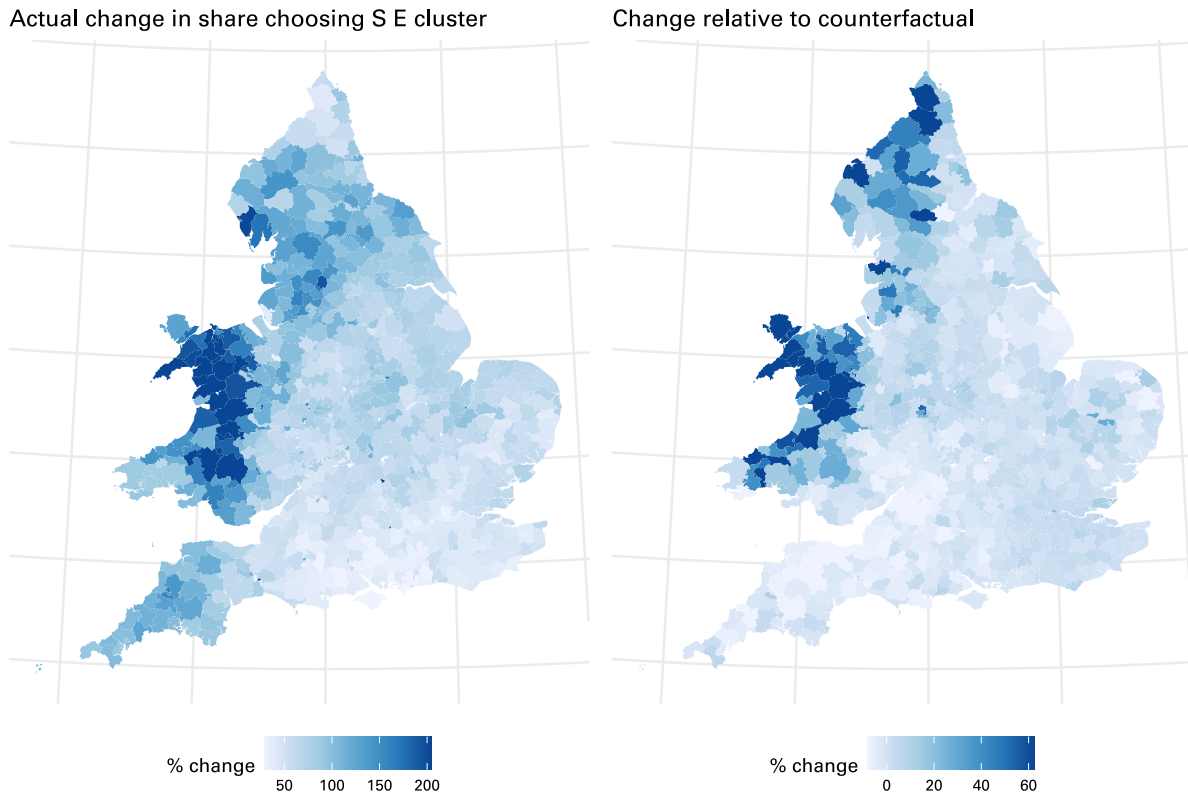 Actual change in share choosing S E cluster
Change relative to counterfactual
% change
50 100 150 200
% change
0 20 40 60